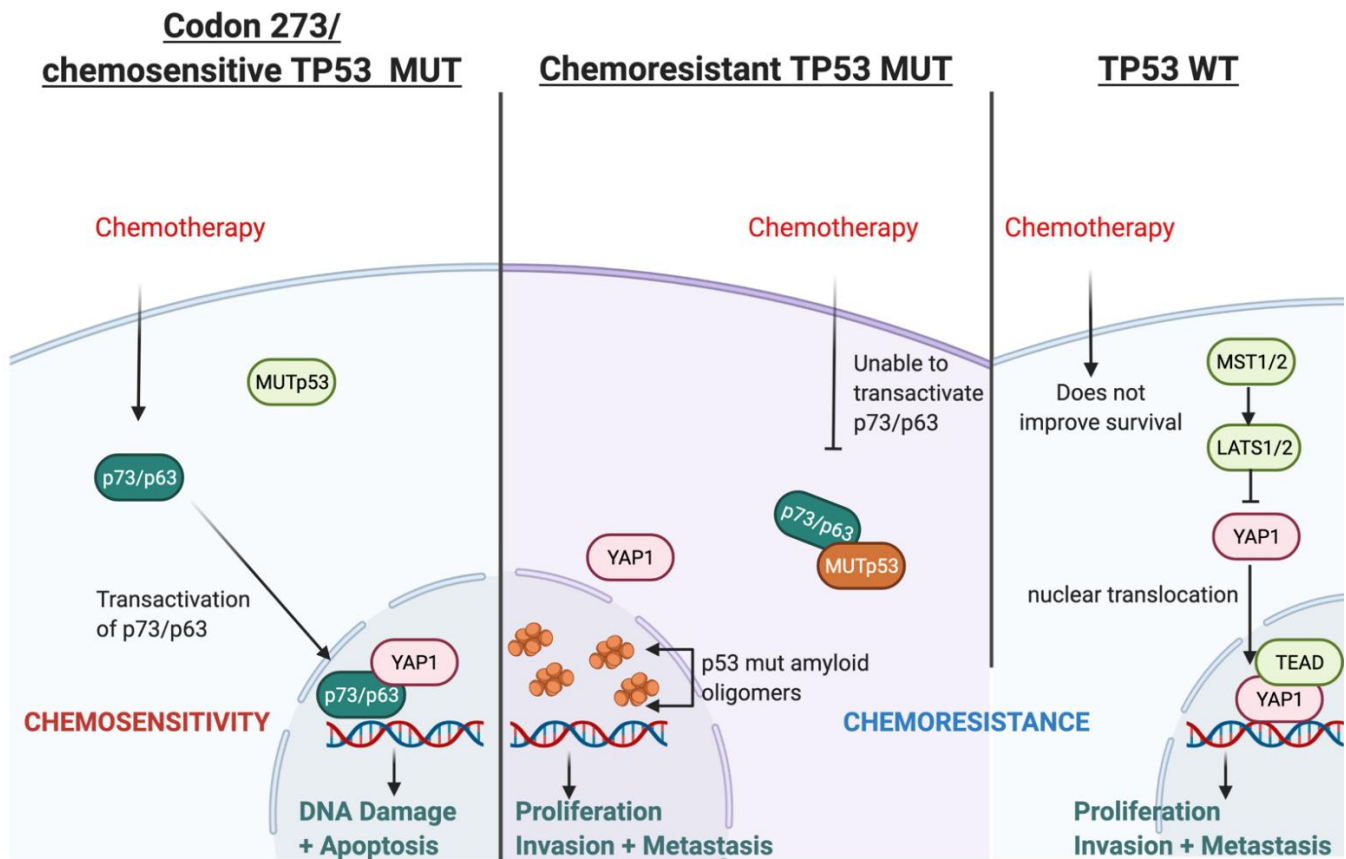 Codon 273/
chemosensitive TP53 MUT
Chemotherapy
MUTp53
p73/p63
Transactivation
of p73/p63
YAP1
p73/p63
CHEMOSENSITIVITY
DNA Damage
+ Apoptosis
Chemoresistant TP53 MUT
Chemotherapy
Unable to
transactivate
p73/p63
p73/p63
MUTp53
YAP1
p53 mut amyloid
oligomers
CHEMORESISTANCE
Proliferation
Invasion + Metastasis
TP53 WT
Chemotherapy
Does not
improve survival
MST1/2
LATS1/2
YAP1
nuclear translocation
TEAD
YAP1
Proliferation
Invasion + Metastasis